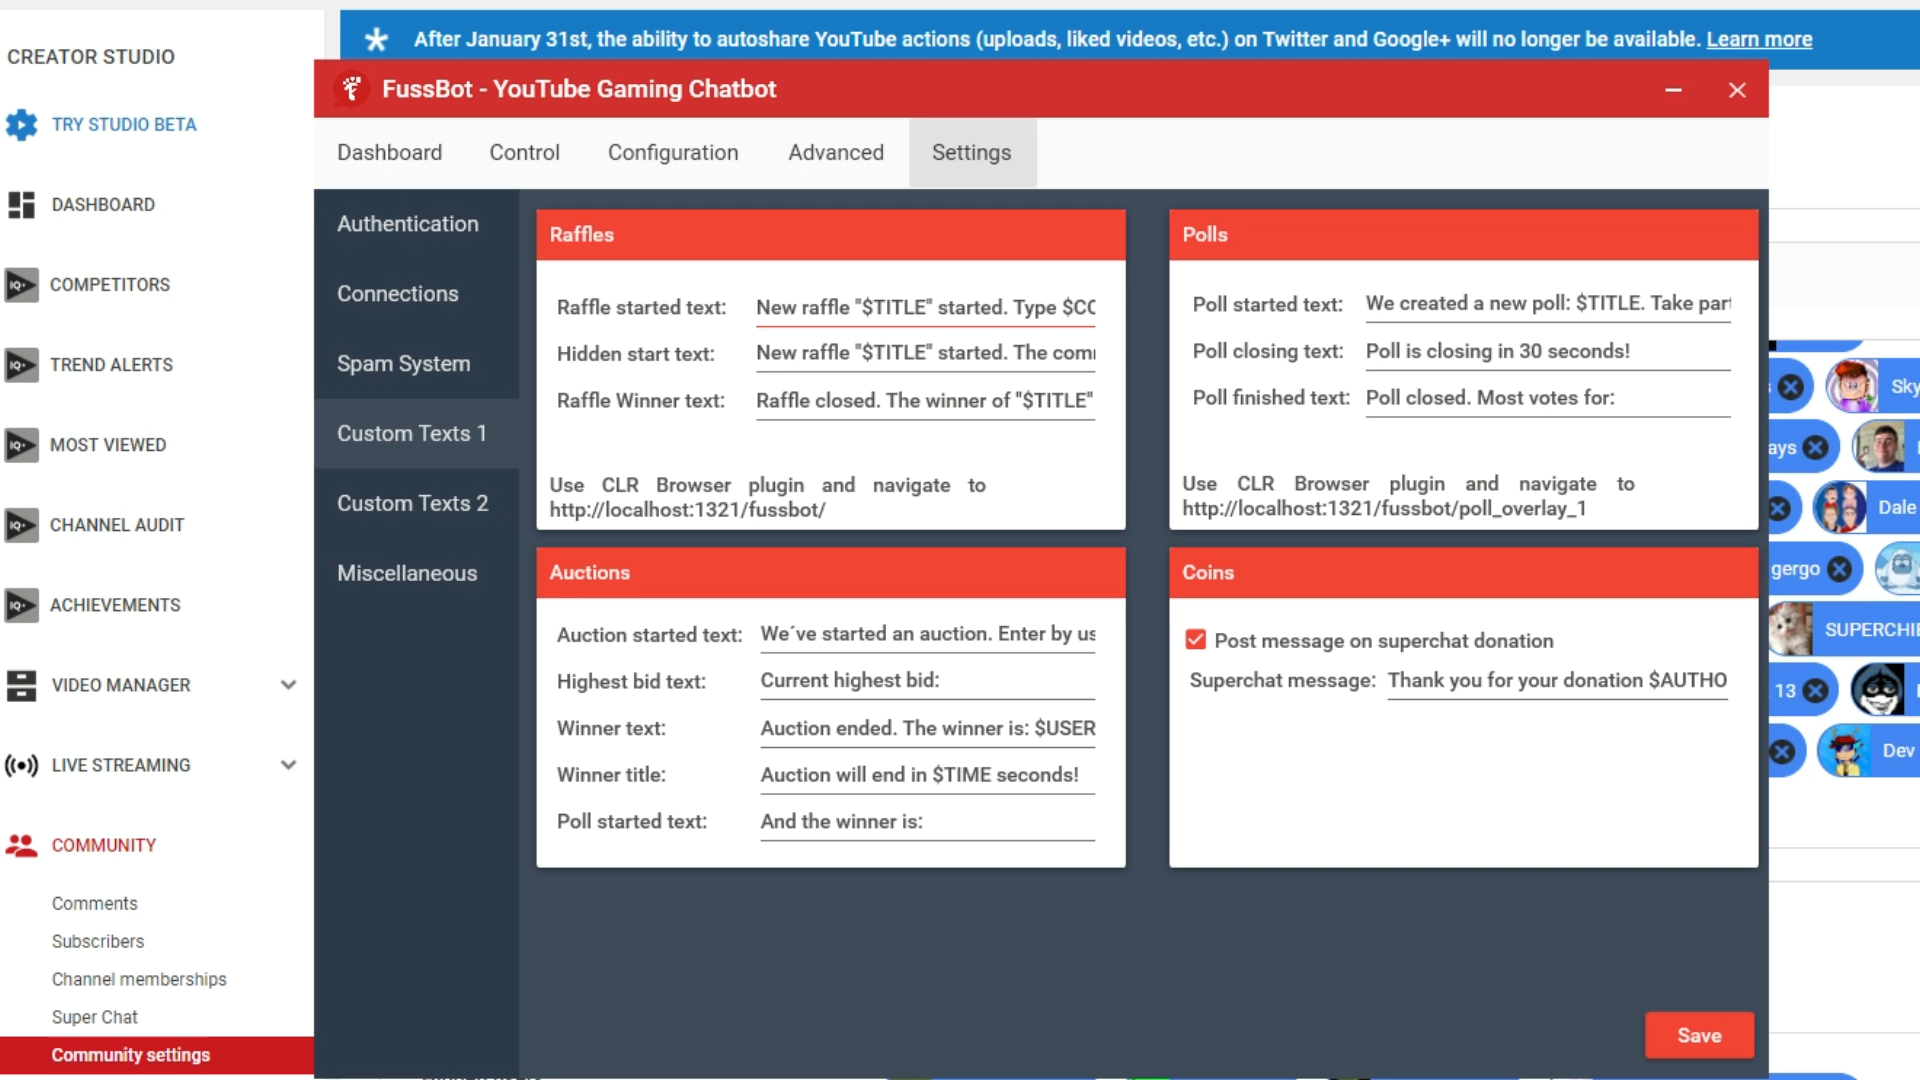 After January 31st, the ability to autoshare YouTube actions (uploads, liked videos, etc.) on Twitter and Google+ will no longer be available. Learn more
CREATOR STUDIO
TRY STUDIO BETA
DASHBOARD
COMPETITORS
TREND ALERTS
MOST VIEWED
CHANNEL AUDIT
ACHIEVEMENTS
VIDEO MANAGER
LIVE STREAMING
COMMUNITY
Comments
Subscribers
Channel memberships
Super Chat
Community settings
FussBot - YouTube Gaming Chatbot
Dashboard
Control
Configuration
Advanced
Settings
Authentication
Connections
Spam System
Custom Texts 1
Custom Texts 2
Miscellaneous
Raffles
Raffle started text: New raffle "$TITLE" started. Type $CO
Hidden start text: New raffle "$TITLE" started. The
Raffle Winner text: Raffle closed. The winner of "$TITLE"
Use CLR Browser plugin and navigate to
http://localhost:1321/fussbot/
Polls
Poll started text: We created a new poll: $TITLE. Take part
Poll closing text: Poll is closing in 30 seconds!
Poll finished text: Poll closed. Most votes for:
Use CLR Browser plugin and navigate to
http://localhost:1321/fussbot/poll_overlay_1
Auctions
Auction started text: We´ve started an auction. Enter by us
Highest bid text: Current highest bid:
Winner text: Auction ended. The winner is: $USER
Winner title: Auction will end in $TIME seconds!
Poll started text: And the winner is:
Coins
Post message on superchat donation
Superchat message: Thank you for your donation $AUTHO
Save
Sky
ays
Dale
gergo
SUPERCHIE
13
Dev